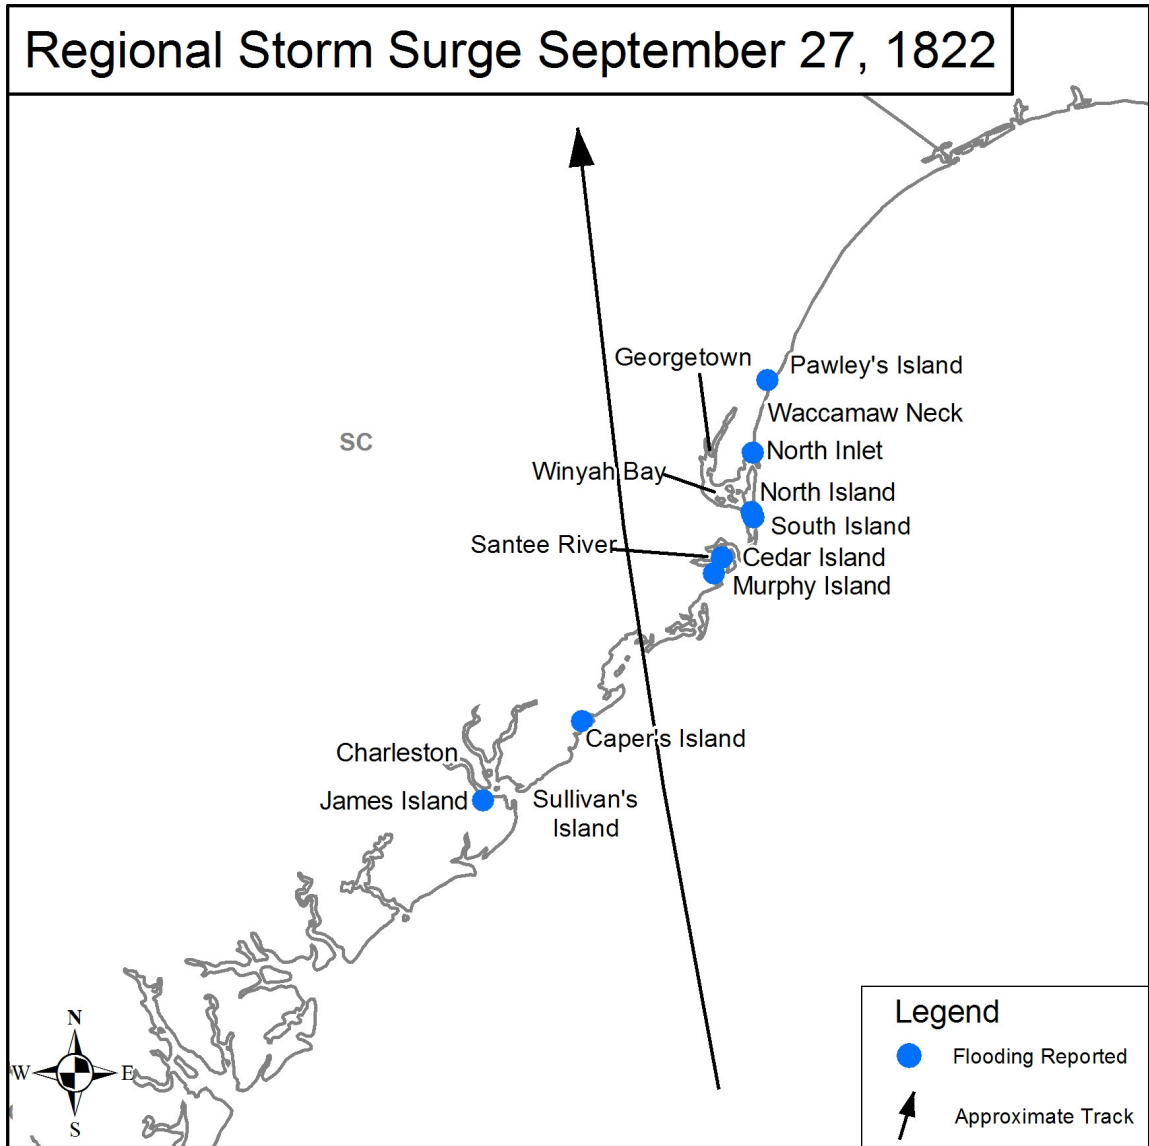 Regional Storm Surge September 27, 1822
Georgetown
Pawley's Island
Waccamaw Neck
SC
North Inlet
Winyah Bay
North Island
South Island
Santee River
Cedar Island
Murphy Island
Caper's Island
Charleston
James Island
Sullivan's
Island
Legend
Flooding Reported
Approximate Track
N
W
E
S